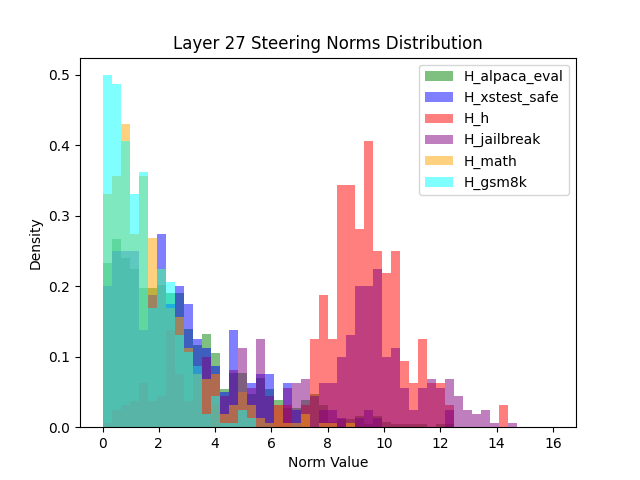 Layer 27 Steering Norms Distribution
H_alpaca_eval
H_xstest_safe
H_h
H_jailbreak
H_math
H_gsm8k
Density
0.5
0.4
0.3
0.2
0.1
0.0
0 2 4 6 8 10 12 14 16
Norm Value